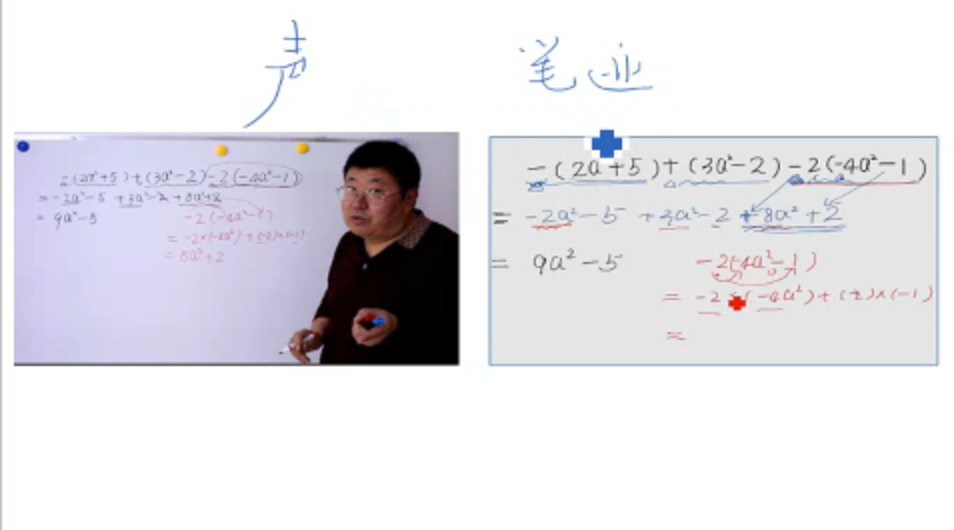 声 笔迹
-(2a²+5)+(3a²-2)-2(-4a²-1)
= -2a²-5 +3a²-2 +8a²+2
= 9a²-5
-2(-4a²-1)
= -2×(-4a²)+(-2)×(-1)
= 8a²+2
-(2a+5)+(3a²-2)-2(-4a²-1)
= -2a²-5 +3a²-2 +8a²+2
= 9a²-5
-2(-4a²-1)
= -2×(-4a²)+(-2)×(-1)
=